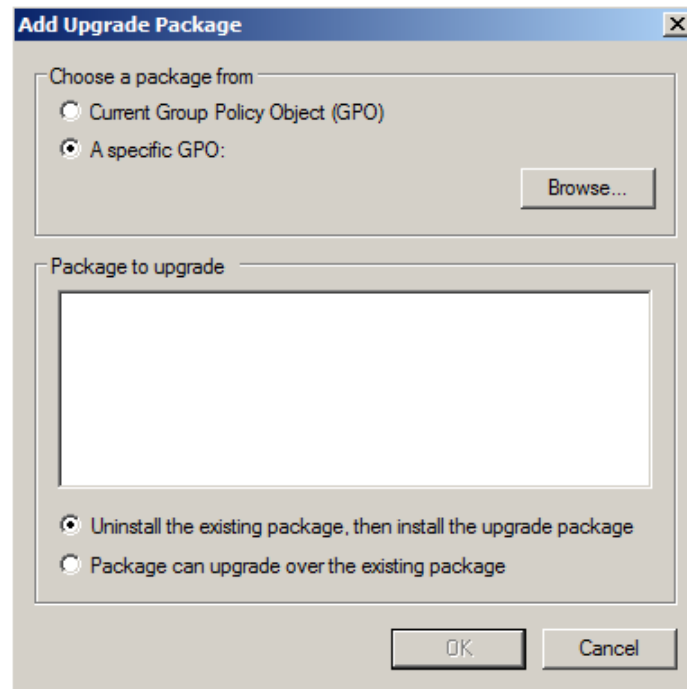 Add Upgrade Package
Choose a package from
Current Group Policy Object (GPO)
A specific GPO:
Browse...
Package to upgrade
Uninstall the existing package, then install the upgrade package
Package can upgrade over the existing package
OK Cancel